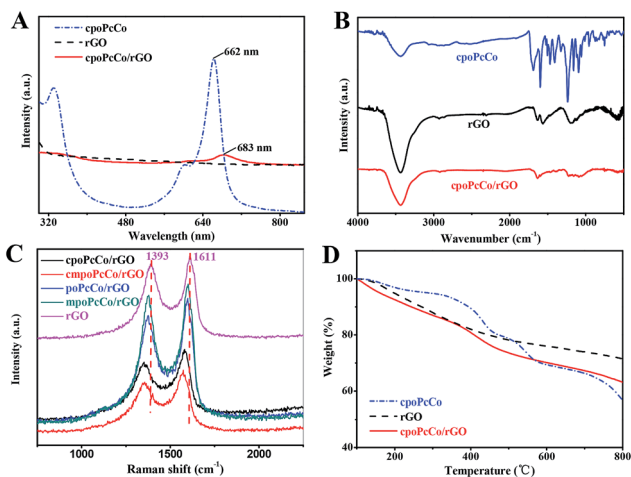 A
cpoPcCo
rGO
cpoPcCo/rGO
662 nm
683 nm
Intensity (a.u.)
320 480 640 800
Wavelength (nm)
B
cpoPcCo
rGO
cpoPcCo/rGO
Intensity (a.u.)
4000 3000 2000 1000 500
Wavenumber (cm-1)
C
1393 1611
cpoPcCo/rGO
cmpoPcCo/rGO
poPcCo/rGO
mpoPcCo/rGO
rGO
Intensity (a.u.)
1000 1500 2000
Raman shift (cm-1)
D
100
80
60
40
Weight (%)
cpoPcCo
rGO
cpoPcCo/rGO
200 400 600 800
Temperature (℃)